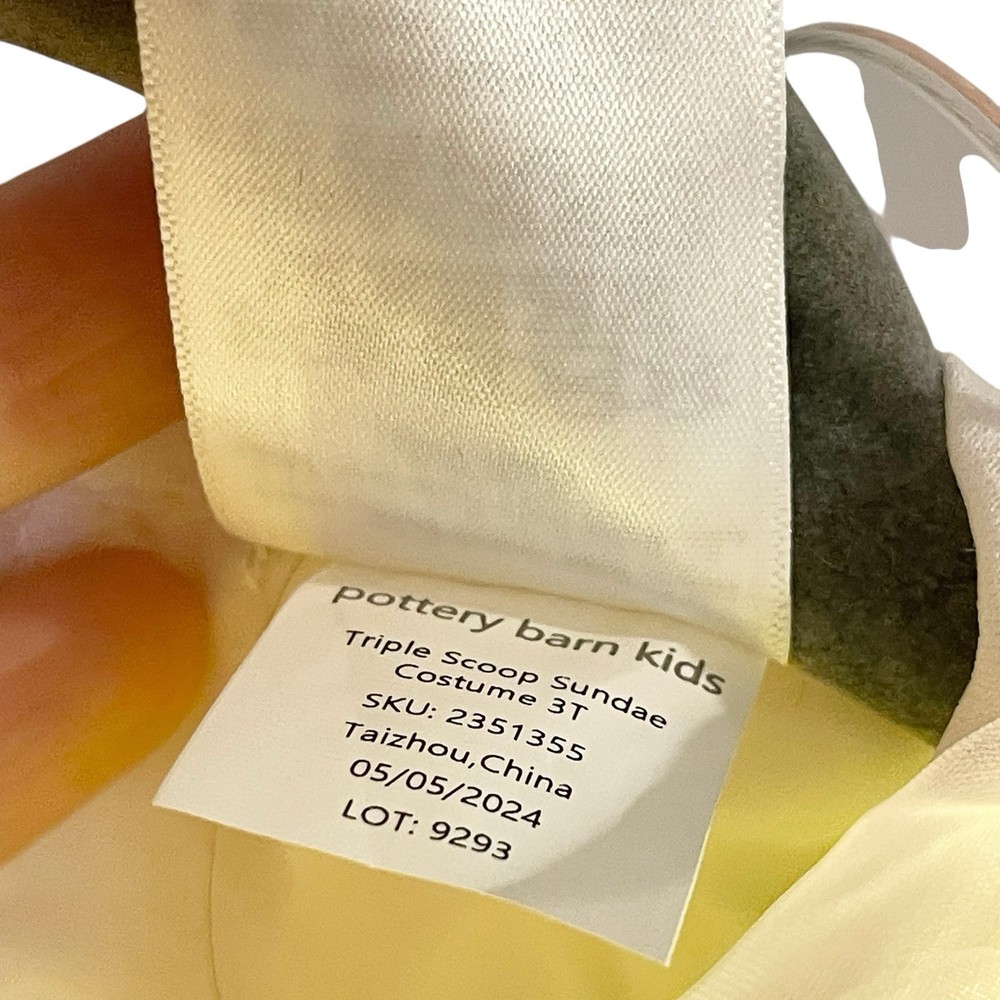 pottery barn kids
Triple Scoop Sundae
Costume 3T
SKU: 2351355
Taizhou,China
05/05/2024
LOT: 9293